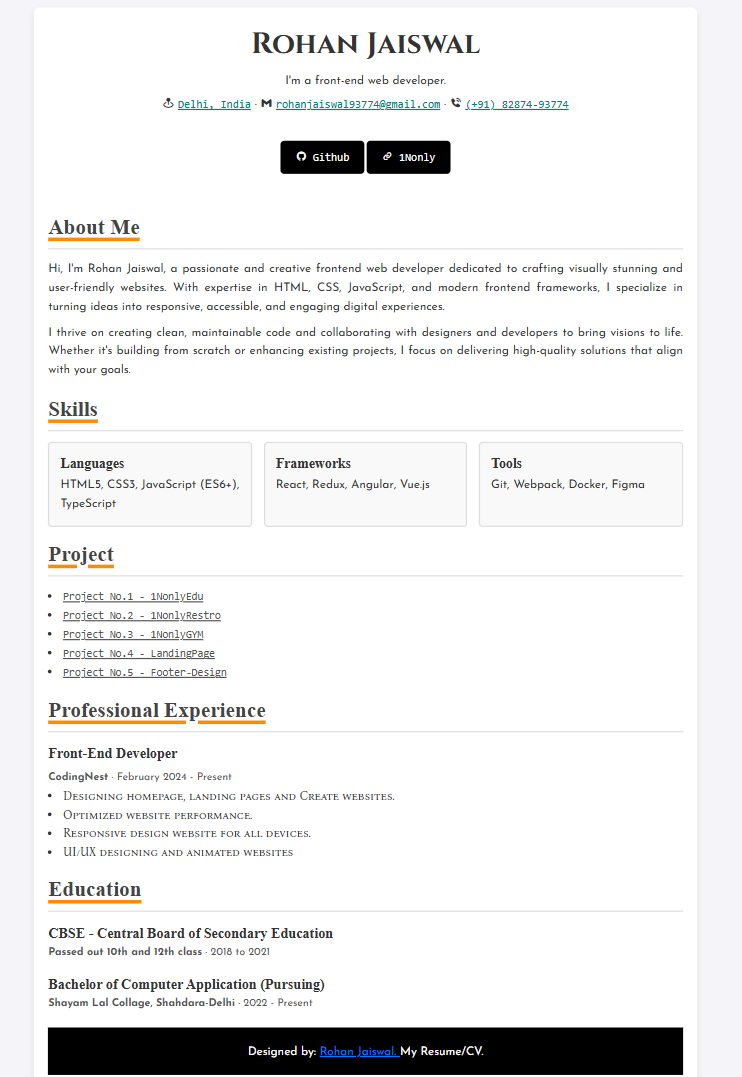 Rohan Jaiswal
I'm a front-end web developer.
Delhi, India · rohanjaiswal93774@gmail.com · (+91) 82874-93774
Github 1Nonly
About Me
Hi, I'm Rohan Jaiswal, a passionate and creative frontend web developer dedicated to crafting visually stunning and
user-friendly websites. With expertise in HTML, CSS, JavaScript, and modern frontend frameworks, I specialize in
turning ideas into responsive, accessible, and engaging digital experiences.
I thrive on creating clean, maintainable code and collaborating with designers and developers to bring visions to life.
Whether it's building from scratch or enhancing existing projects, I focus on delivering high-quality solutions that align
with your goals.
Skills
Languages
HTML5, CSS3, JavaScript (ES6+),
TypeScript
Frameworks
React, Redux, Angular, Vue.js
Tools
Git, Webpack, Docker, Figma
Project
• Project No.1 - 1NonlyEdu
• Project No.2 - 1NonlyRestro
• Project No.3 - 1NonlyGYM
• Project No.4 - LandingPage
• Project No.5 - Footer-Design
Professional Experience
Front-End Developer
CodingNest · February 2024 - Present
• Designing homepage, landing pages and Create websites.
• Optimized website performance.
• Responsive design website for all devices.
• UI/UX designing and animated websites
Education
CBSE - Central Board of Secondary Education
Passed out 10th and 12th class · 2018 to 2021
Bachelor of Computer Application (Pursuing)
Shayam Lal Collage, Shahdara-Delhi · 2022 - Present
Designed by: Rohan Jaiswal. My Resume/CV.